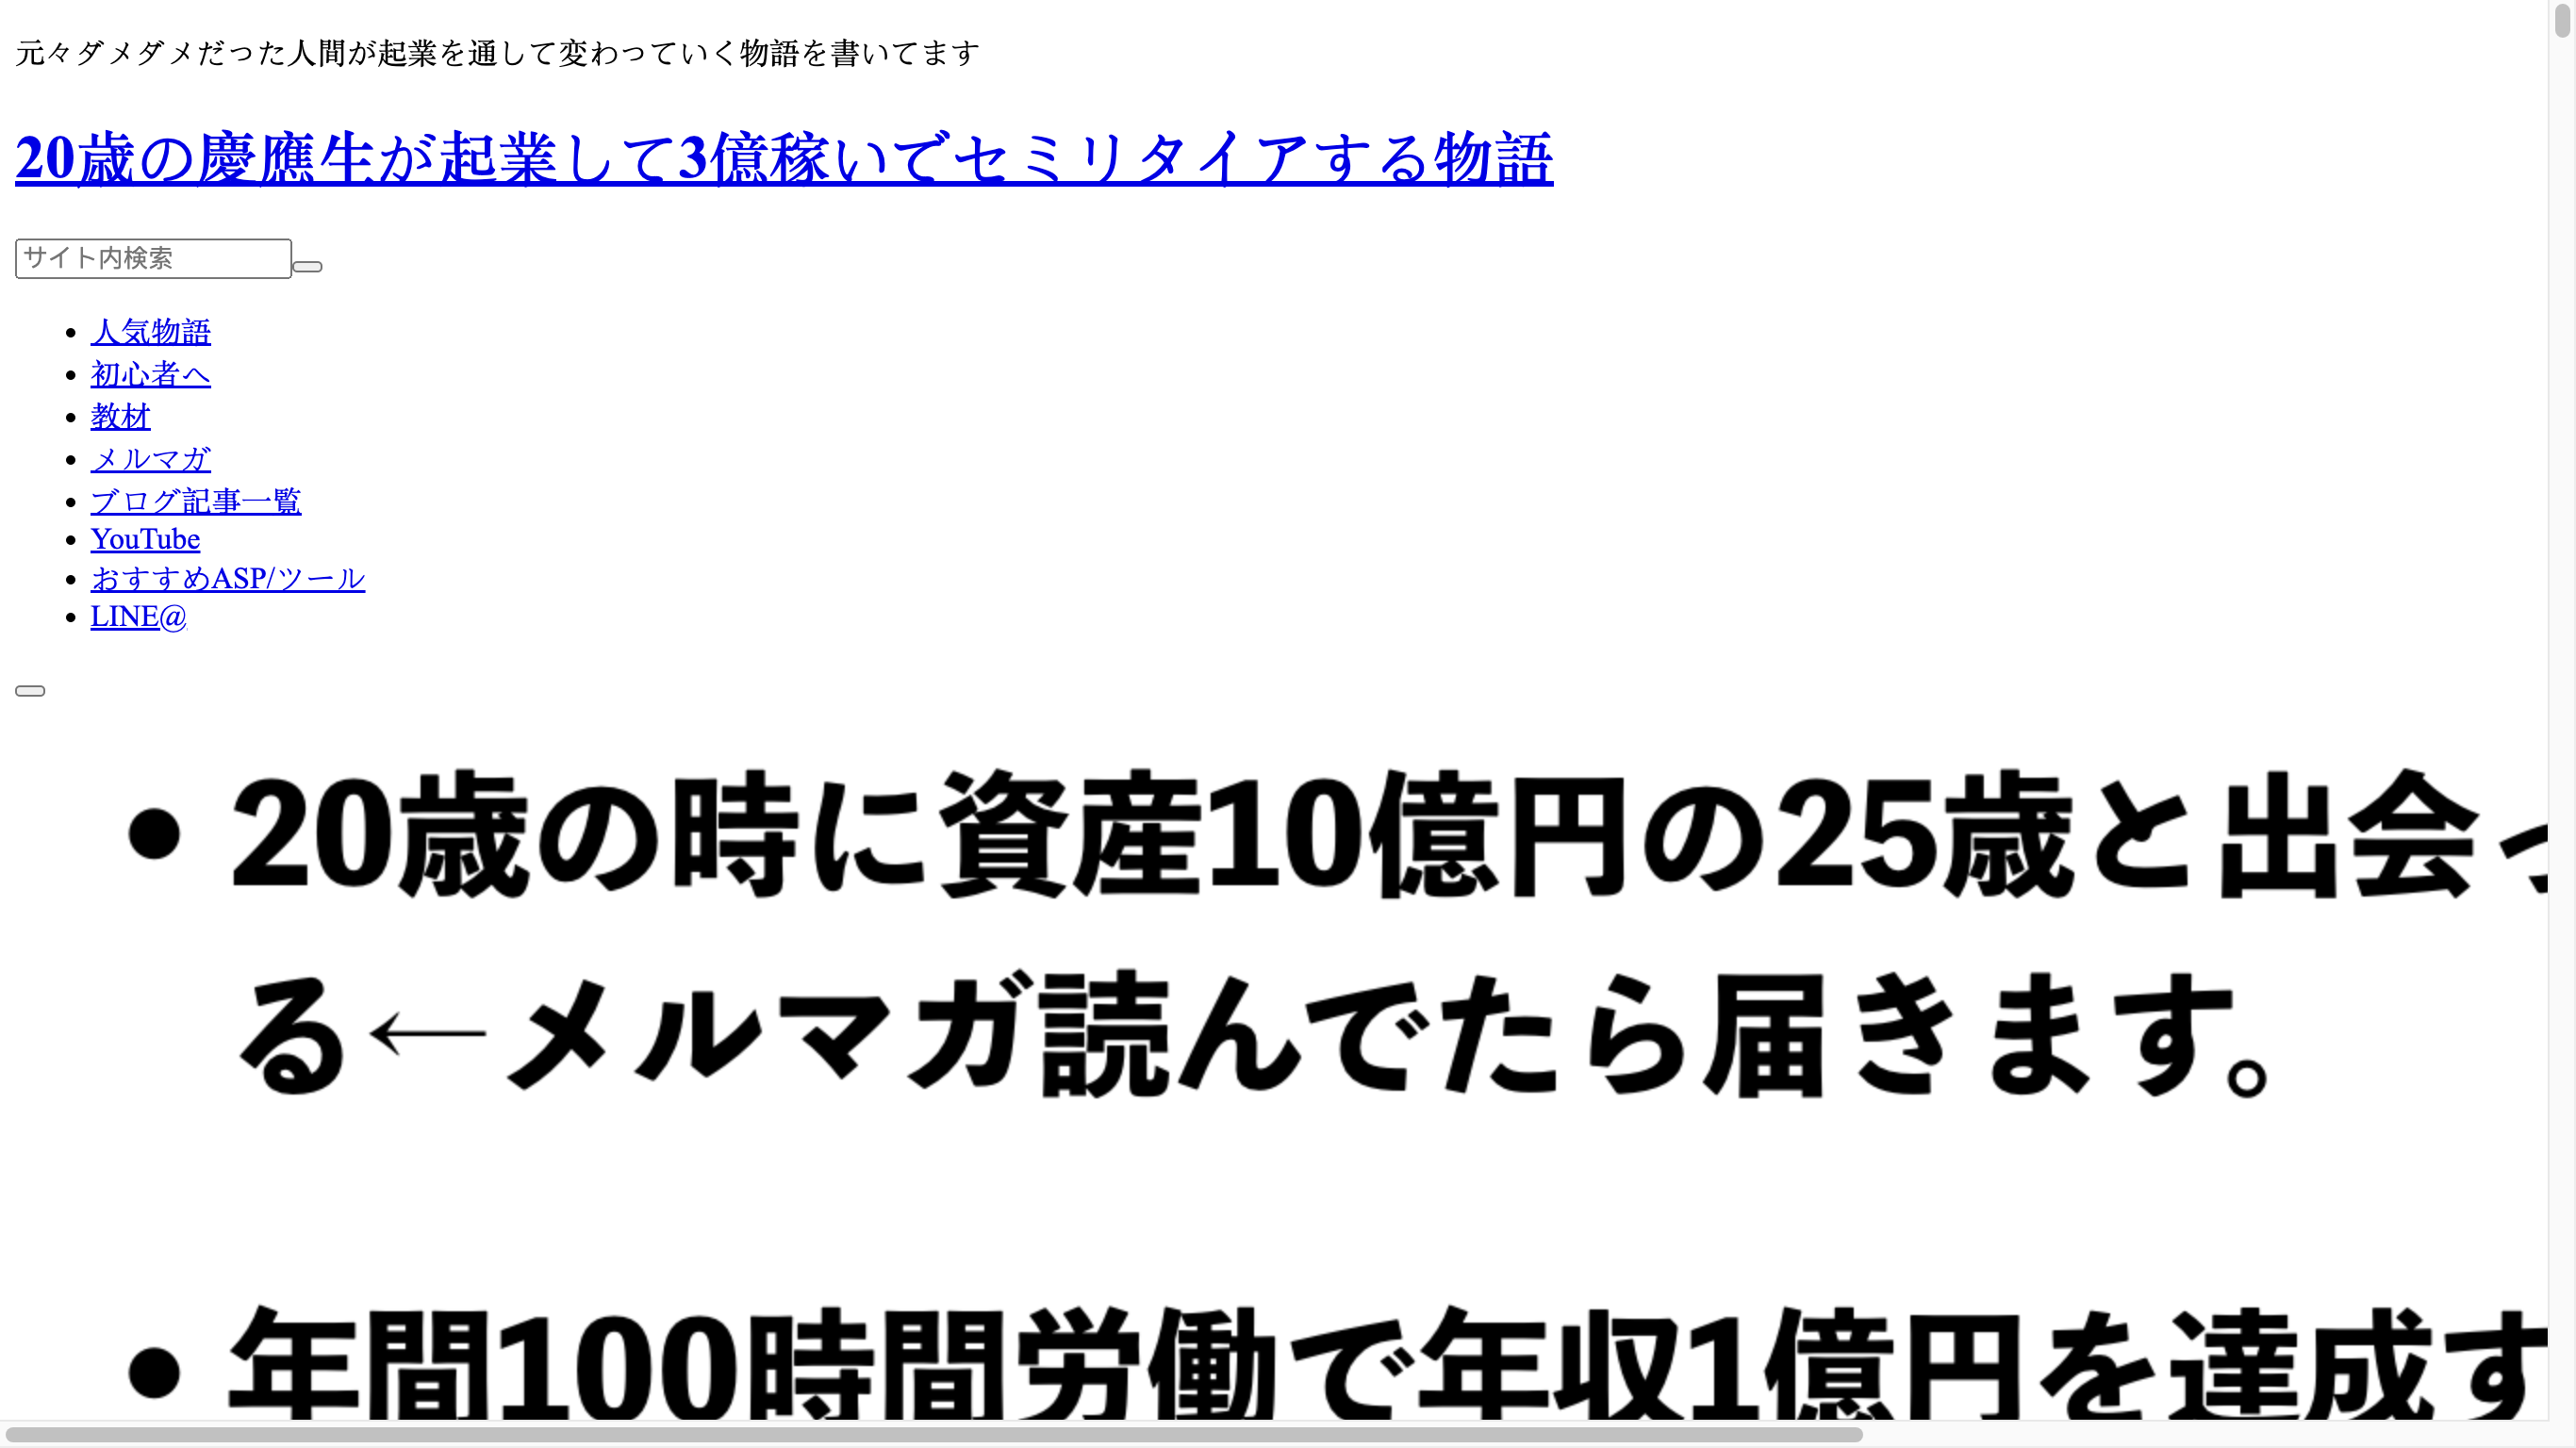 元々ダメダメだった人間が起業を通して変わっていく物語を書いてます
20歳の慶應生が起業して3億稼いでセミリタイアする物語
サイト内検索
人気物語
初心者へ
教材
メルマガ
ブログ記事一覧
YouTube
おすすめASP/ツール
LINE@
• 20歳の時に資産10億円の25歳と出会っ
る←メルマガ読んでたら届きます。
• 年間100時間労働で年収1億円を達成す